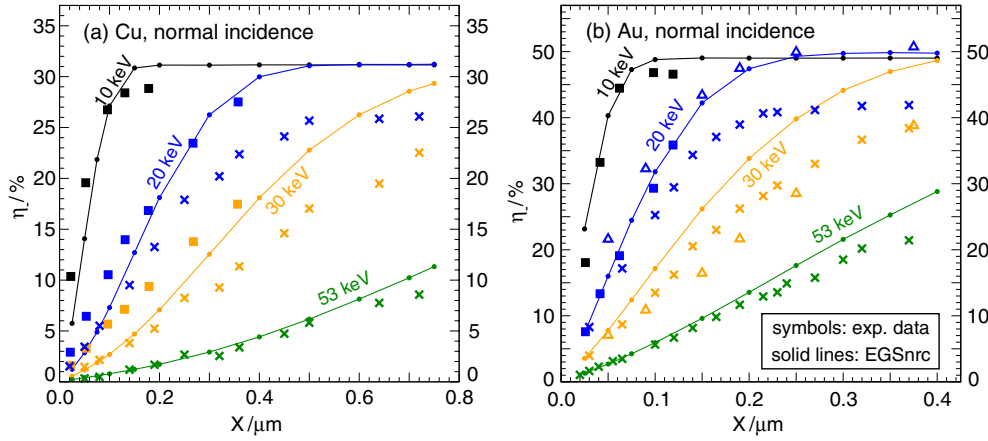 (a) Cu, normal incidence
(b) Au, normal incidence
35
30
25
20
15
10
5
0
η_/%
10 keV
20 keV
30 keV
53 keV
30
25
20
15
10
5
0
0.0
0.2
0.4
0.6
0.8
X/μm
50
40
30
20
10
0
η_/%
10 keV
20 keV
30 keV
53 keV
symbols: exp. data
solid lines: EGSnrc
50
40
30
20
10
0
0.0
0.1
0.2
0.3
0.4
X/μm